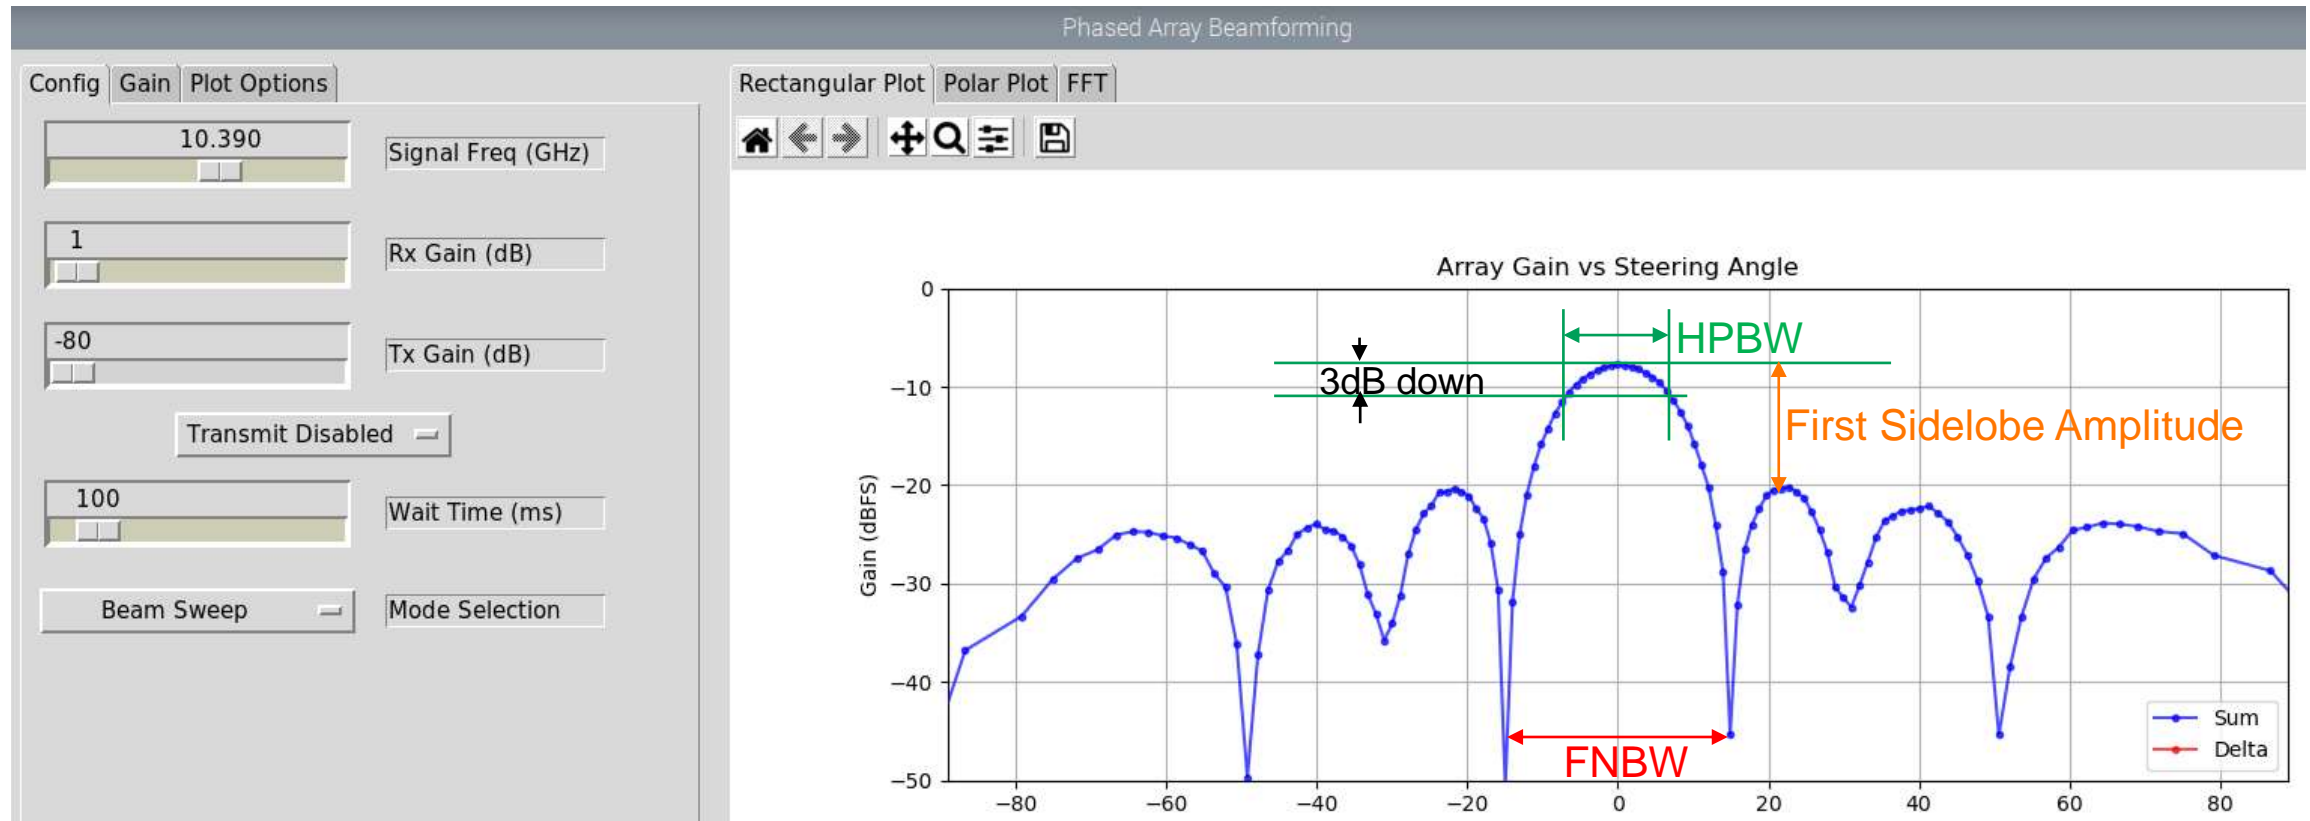 Phased Array Beamforming
Config Gain Plot Options
Rectangular Plot Polar Plot FFT
10.390
Signal Freq (GHz)
1
Rx Gain (dB)
-80
Tx Gain (dB)
Transmit Disabled
100
Wait Time (ms)
Beam Sweep
Mode Selection
Array Gain vs Steering Angle
0
−10
−20
−30
−40
−50
Gain (dBFS)
HPBW
3dB down
First Sidelobe Amplitude
FNBW
Sum
Delta
−80 −60 −40 −20 0 20 40 60 80